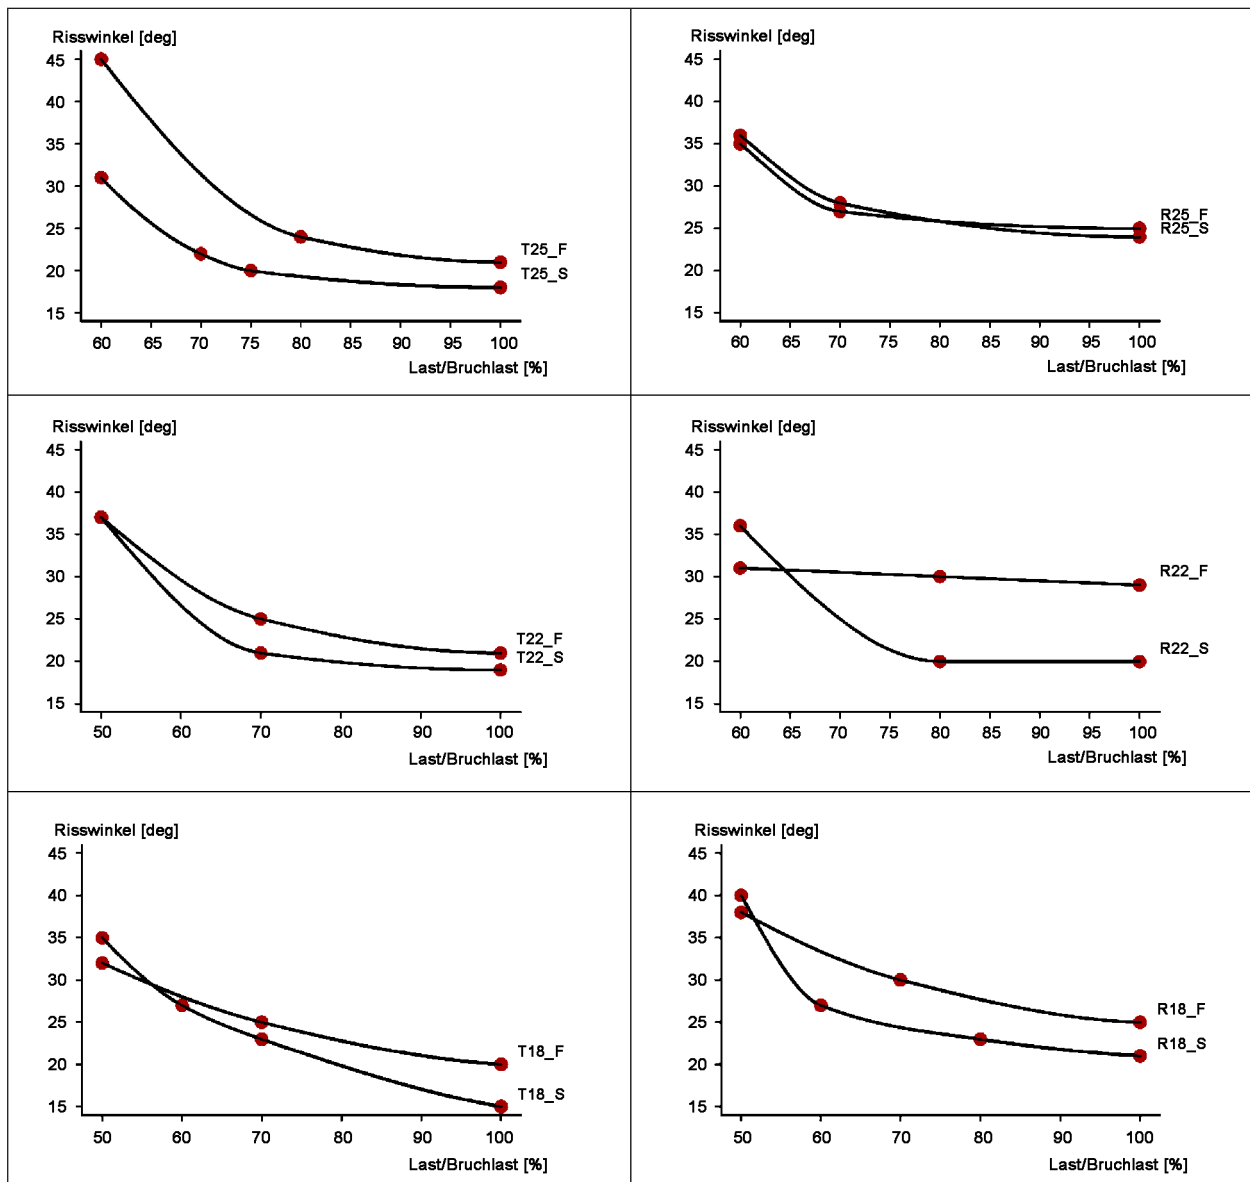 Risswinkel [deg]
45
40
35
30
25
20
15
T25_F
T25_S
60 65 70 75 80 85 90 95 100
Last/Bruchlast [%]
Risswinkel [deg]
45
40
35
30
25
20
15
R25_F
R25_S
60 65 70 75 80 85 90 95 100
Last/Bruchlast [%]
Risswinkel [deg]
45
40
35
30
25
20
15
T22_F
T22_S
50 60 70 80 90 100
Last/Bruchlast [%]
Risswinkel [deg]
45
40
35
30
25
20
15
R22_F
R22_S
60 65 70 75 80 85 90 95 100
Last/Bruchlast [%]
Risswinkel [deg]
45
40
35
30
25
20
15
T18_F
T18_S
50 60 70 80 90 100
Last/Bruchlast [%]
Risswinkel [deg]
45
40
35
30
25
20
15
R18_F
R18_S
50 60 70 80 90 100
Last/Bruchlast [%]